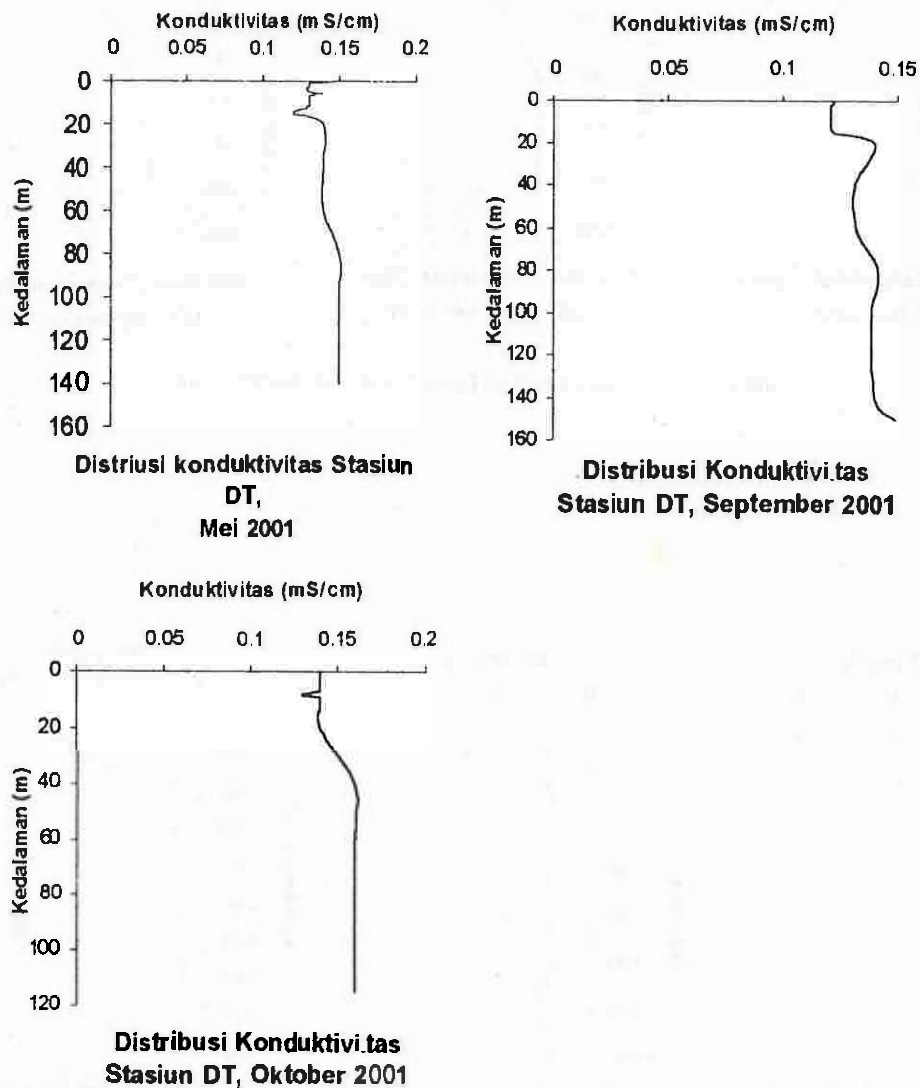 Konduktivitas (mS/cm)
0 0.05 0.1 0.15 0.2
0
20
40
60
80
100
120
140
160
Kedalaman (m)
Distriusi konduktivitas Stasiun
DT,
Mei 2001
Konduktivitas (mS/cm)
0 0.05 0.1 0.15
0
20
40
60
80
100
120
140
160
Kedalaman (m)
Distribusi Konduktivi.tas
Stasiun DT, September 2001
Konduktivitas (mS/cm)
0 0.05 0.1 0.15 0.2
0
20
40
60
80
100
120
Kedalaman (m)
Distribusi Konduktivi.tas
Stasiun DT, Oktober 2001